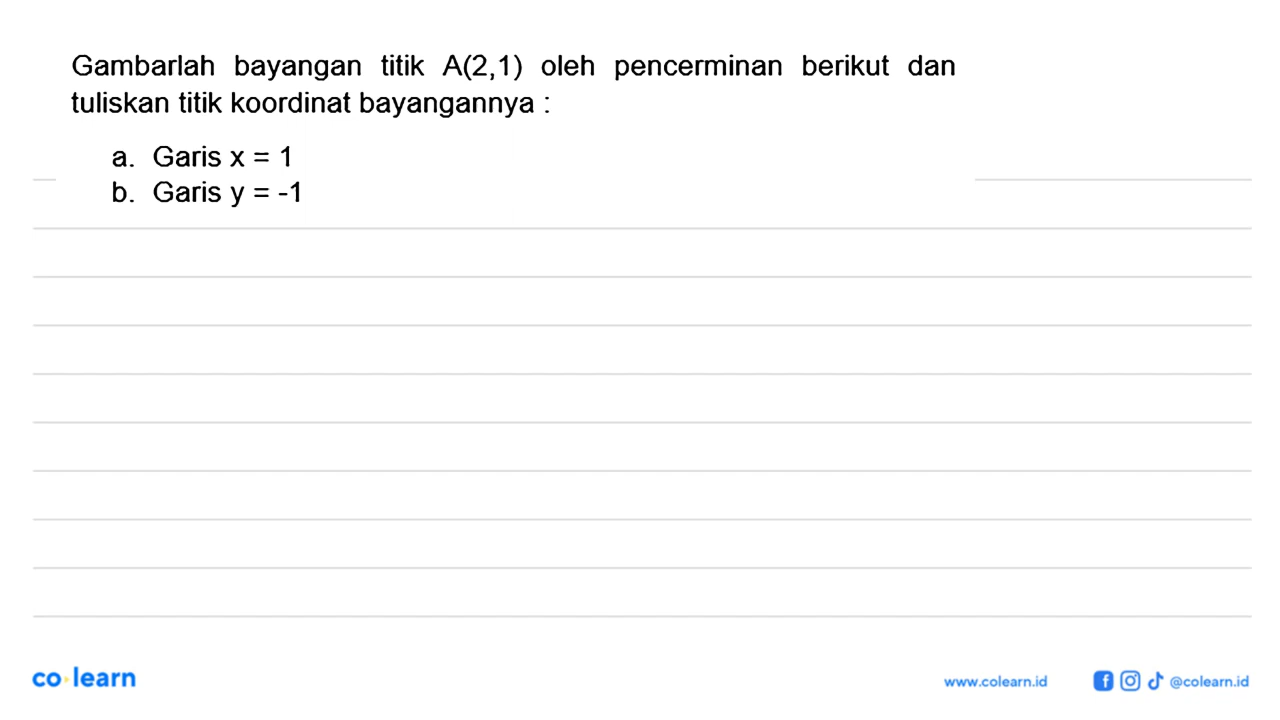 Gambarlah bayangan titik A(2,1) oleh pencerminan berikut dan
tuliskan titik koordinat bayangannya :
a. Garis x = 1
b. Garis y = -1
co learn
www.colearn.id
@colearn.id